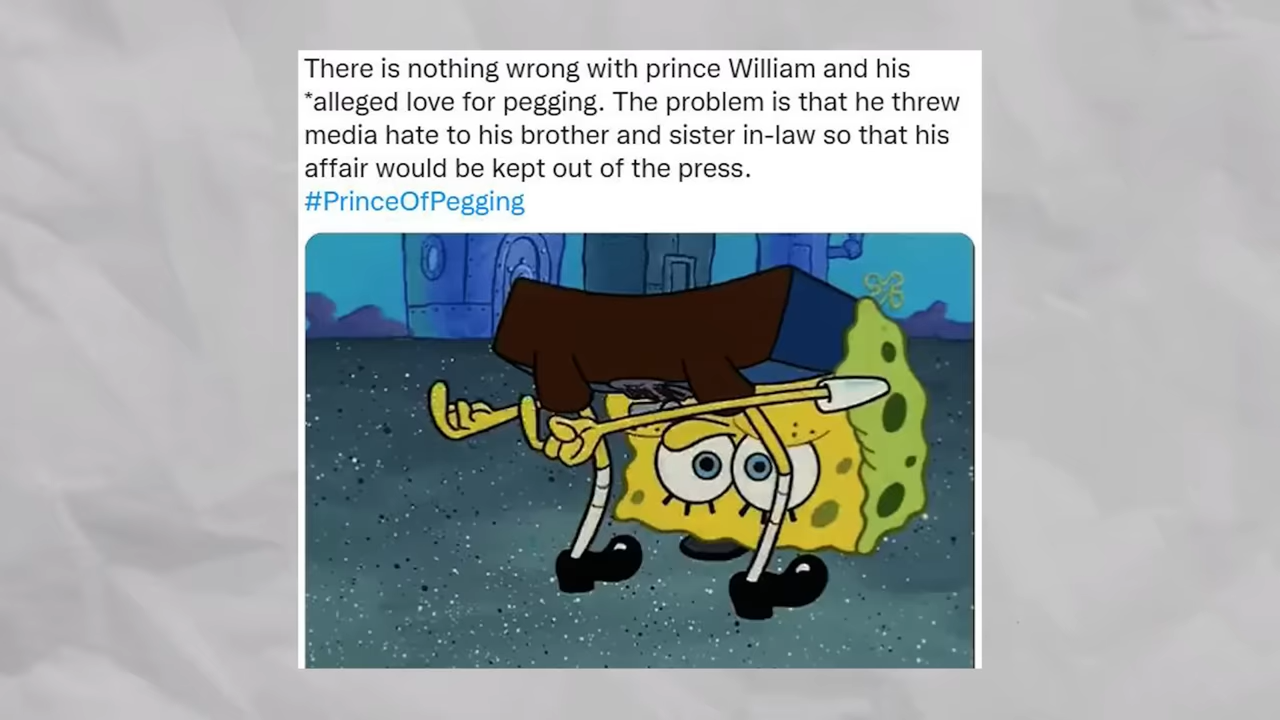 There is nothing wrong with prince William and his
*alleged love for pegging. The problem is that he threw
media hate to his brother and sister in-law so that his
affair would be kept out of the press.
#PrinceOfPegging